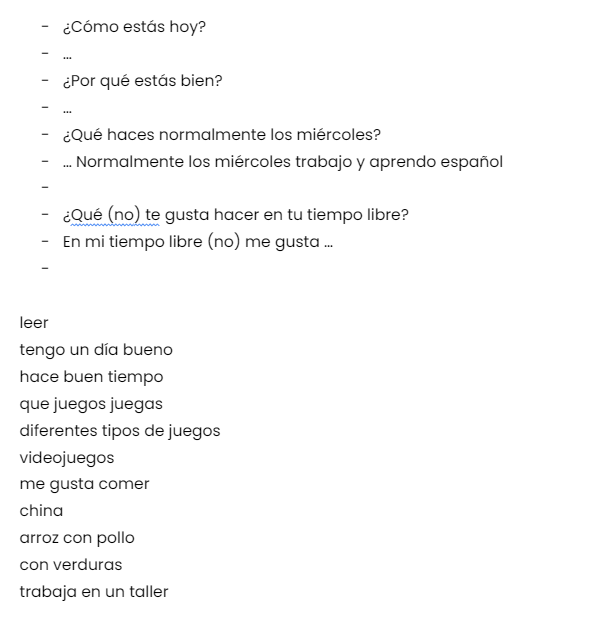 - ¿Cómo estás hoy?
- ...
- ¿Por qué estás bien?
- ...
- ¿Qué haces normalmente los miércoles?
- ... Normalmente los miércoles trabajo y aprendo español
-
- ¿Qué (no) te gusta hacer en tu tiempo libre?
- En mi tiempo libre (no) me gusta ...
-
leer
tengo un día bueno
hace buen tiempo
que juegos juegas
diferentes tipos de juegos
videojuegos
me gusta comer
china
arroz con pollo
con verduras
trabaja en un taller